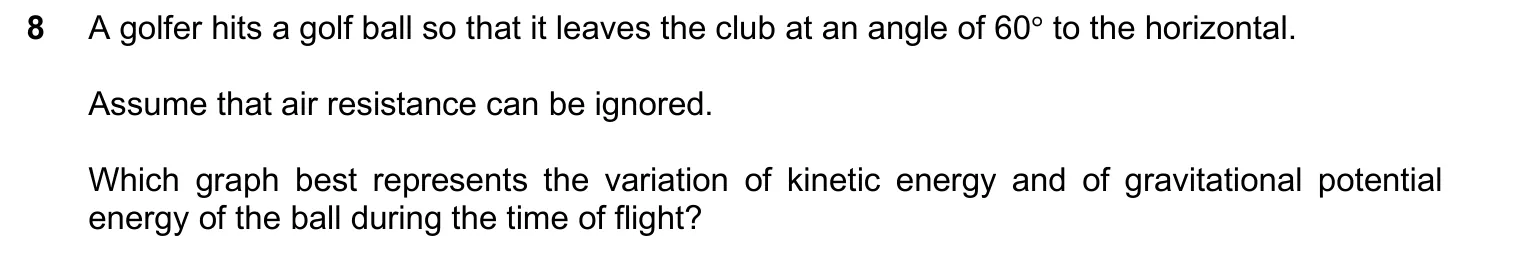 8 A golfer hits a golf ball so that it leaves the club at an angle of 60° to the horizontal.
Assume that air resistance can be ignored.
Which graph best represents the variation of kinetic energy and of gravitational potential
energy of the ball during the time of flight?